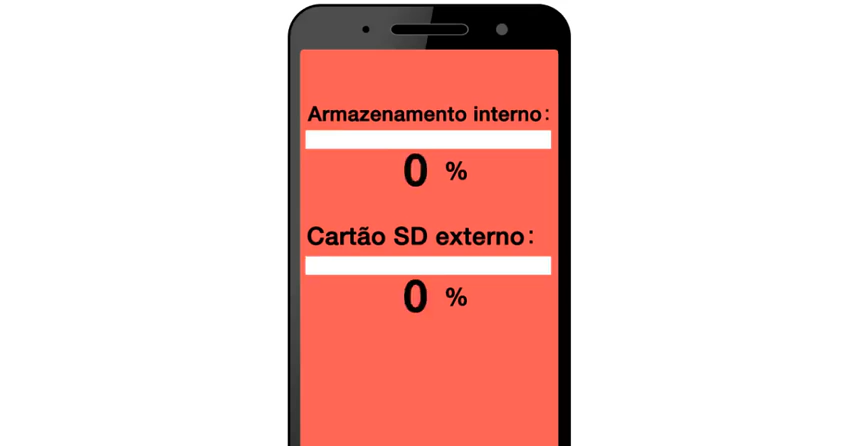 Armazenamento interno:
0 %
Cartão SD externo:
0 %